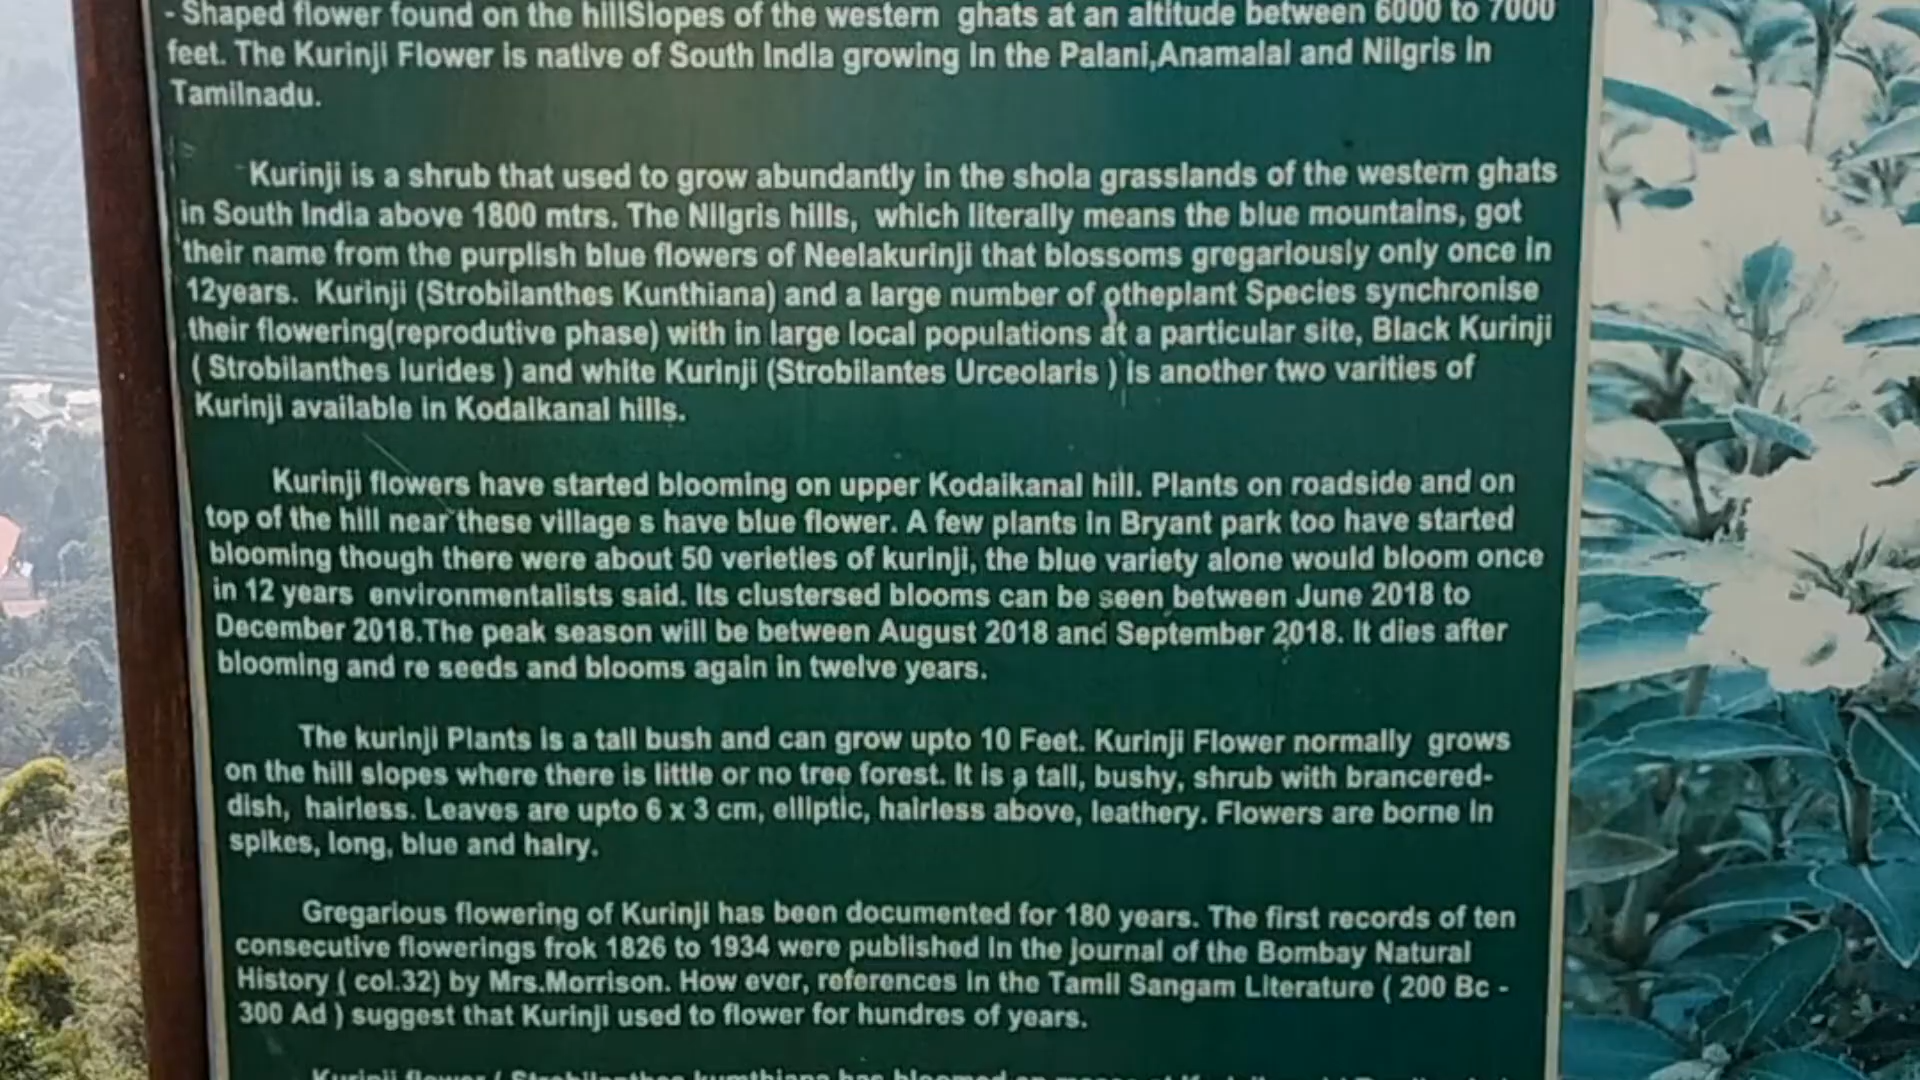 - Shaped flower found on the hillSlopes of the western ghats at an altitude between 6000 to 7000
feet. The Kurinji Flower is native of South India growing in the Palani,Anamalai and Nilgris in
Tamilnadu.
Kurinji is a shrub that used to grow abundantly in the shola grasslands of the western ghats
in South India above 1800 mtrs. The Nilgris hills, which literally means the blue mountains, got
their name from the purplish blue flowers of Neelakurinji that blossoms gregariously only once in
12years. Kurinji (Strobilanthes Kunthiana) and a large number of otheplant Species synchronise
their flowering(reprodutive phase) with in large local populations at a particular site, Black Kurinji
( Strobilanthes lurides ) and white Kurinji (Strobilantes Urceolaris ) is another two varities of
Kurinji available in Kodaikanal hills.
Kurinji flowers have started blooming on upper Kodaikanal hill. Plants on roadside and on
top of the hill near these village s have blue flower. A few plants in Bryant park too have started
blooming though there were about 50 verieties of kurinji, the blue variety alone would bloom once
in 12 years environmentalists said. Its clustersed blooms can be seen between June 2018 to
December 2018.The peak season will be between August 2018 and September 2018. It dies after
blooming and re seeds and blooms again in twelve years.
The kurinji Plants is a tall bush and can grow upto 10 Feet. Kurinji Flower normally grows
on the hill slopes where there is little or no tree forest. It is a tall, bushy, shrub with brancered-
dish, hairless. Leaves are upto 6 x 3 cm, elliptic, hairless above, leathery. Flowers are borne in
spikes, long, blue and hairy.
Gregarious flowering of Kurinji has been documented for 180 years. The first records of ten
consecutive flowerings frok 1826 to 1934 were published in the journal of the Bombay Natural
History ( col.32) by Mrs.Morrison. How ever, references in the Tamil Sangam Literature ( 200 Bc -
300 Ad ) suggest that Kurinji used to flower for hundres of years.
Kurinji flower ( Strobilanthes kumthiana has bloomed